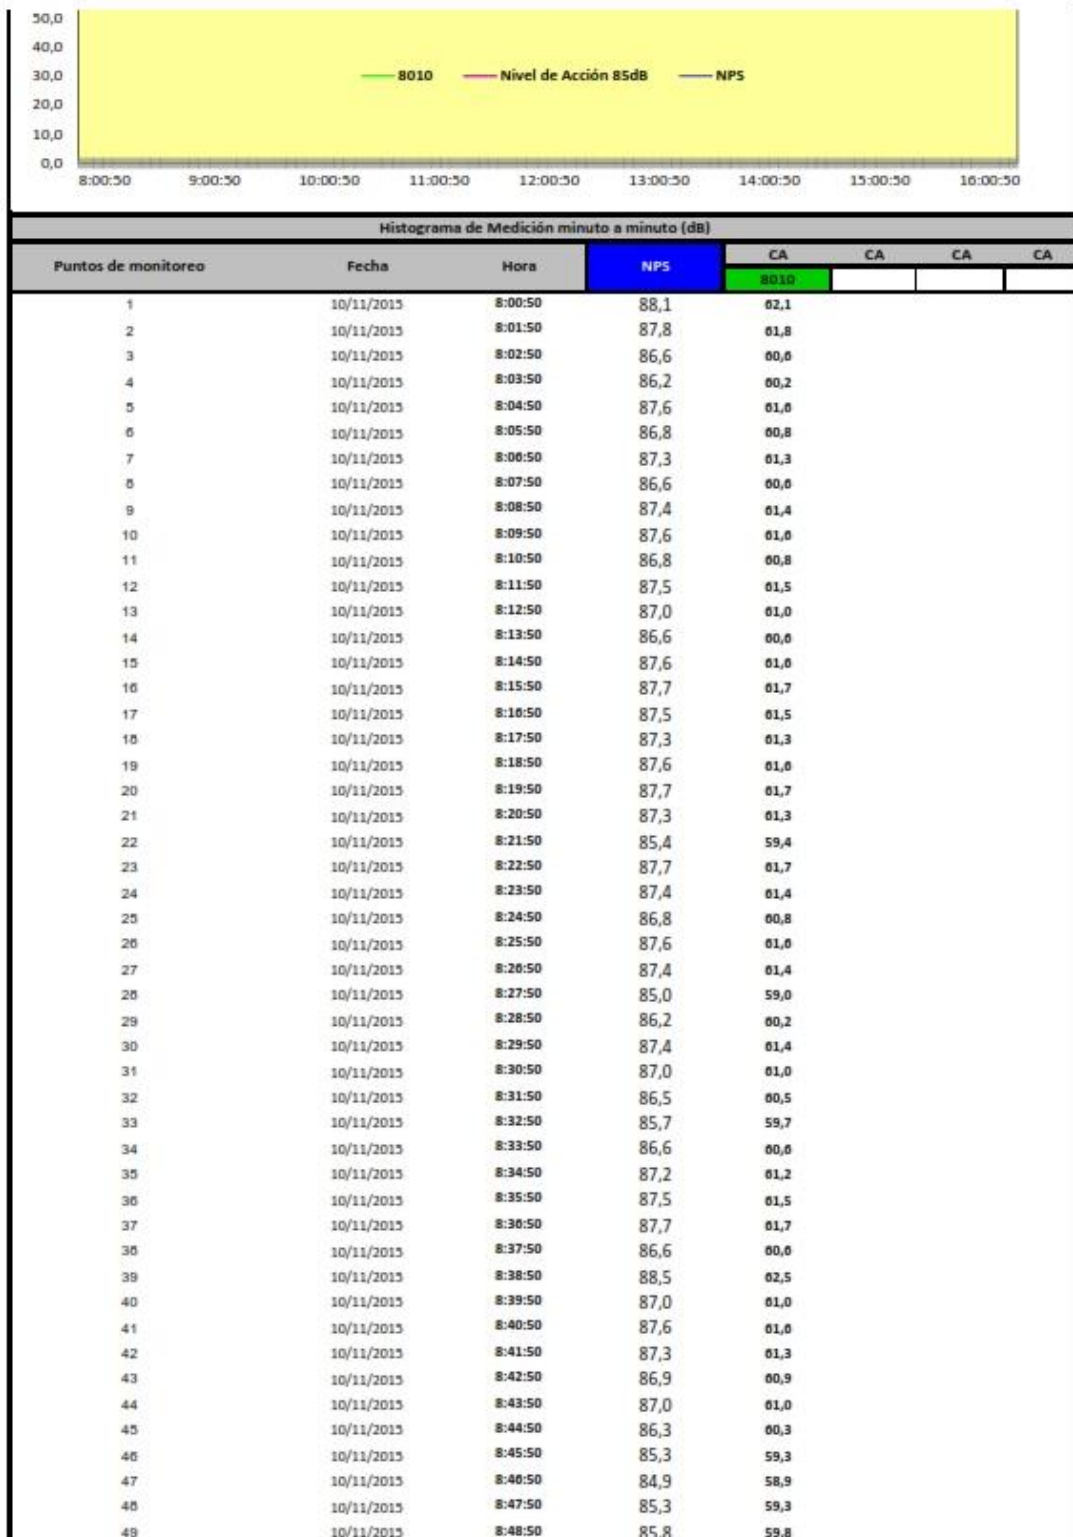 50,0
40,0
30,0
8010 Nivel de Acción 85dB NPS
20,0
10,0
0,0
8:00:50 9:00:50 10:00:50 11:00:50 12:00:50 13:00:50 14:00:50 15:00:50 16:00:50
Histograma de Medición minuto a minuto (dB)
Puntos de monitoreo Fecha Hora NPS CA CA CA CA
8010
1 10/11/2015 8:00:50 88,1 62,1
2 10/11/2015 8:01:50 87,8 61,8
3 10/11/2015 8:02:50 86,6 60,6
4 10/11/2015 8:03:50 86,2 60,2
5 10/11/2015 8:04:50 87,6 61,6
6 10/11/2015 8:05:50 86,8 60,8
7 10/11/2015 8:06:50 87,3 61,3
8 10/11/2015 8:07:50 86,6 60,6
9 10/11/2015 8:08:50 87,4 61,4
10 10/11/2015 8:09:50 87,6 61,6
11 10/11/2015 8:10:50 86,8 60,8
12 10/11/2015 8:11:50 87,5 61,5
13 10/11/2015 8:12:50 87,0 61,0
14 10/11/2015 8:13:50 86,6 60,6
15 10/11/2015 8:14:50 87,6 61,6
16 10/11/2015 8:15:50 87,7 61,7
17 10/11/2015 8:16:50 87,5 61,5
18 10/11/2015 8:17:50 87,3 61,3
19 10/11/2015 8:18:50 87,6 61,6
20 10/11/2015 8:19:50 87,7 61,7
21 10/11/2015 8:20:50 87,3 61,3
22 10/11/2015 8:21:50 85,4 59,4
23 10/11/2015 8:22:50 87,7 61,7
24 10/11/2015 8:23:50 87,4 61,4
25 10/11/2015 8:24:50 86,8 60,8
26 10/11/2015 8:25:50 87,6 61,6
27 10/11/2015 8:26:50 87,4 61,4
28 10/11/2015 8:27:50 85,0 59,0
29 10/11/2015 8:28:50 86,2 60,2
30 10/11/2015 8:29:50 87,4 61,4
31 10/11/2015 8:30:50 87,0 61,0
32 10/11/2015 8:31:50 86,5 60,5
33 10/11/2015 8:32:50 85,7 59,7
34 10/11/2015 8:33:50 86,6 60,6
35 10/11/2015 8:34:50 87,2 61,2
36 10/11/2015 8:35:50 87,5 61,5
37 10/11/2015 8:36:50 87,7 61,7
38 10/11/2015 8:37:50 86,6 60,6
39 10/11/2015 8:38:50 88,5 62,5
40 10/11/2015 8:39:50 87,0 61,0
41 10/11/2015 8:40:50 87,6 61,6
42 10/11/2015 8:41:50 87,3 61,3
43 10/11/2015 8:42:50 86,9 60,9
44 10/11/2015 8:43:50 87,0 61,0
45 10/11/2015 8:44:50 86,3 60,3
46 10/11/2015 8:45:50 85,3 59,3
47 10/11/2015 8:46:50 84,9 58,9
48 10/11/2015 8:47:50 85,3 59,3
49 10/11/2015 8:48:50 85,8 59,8